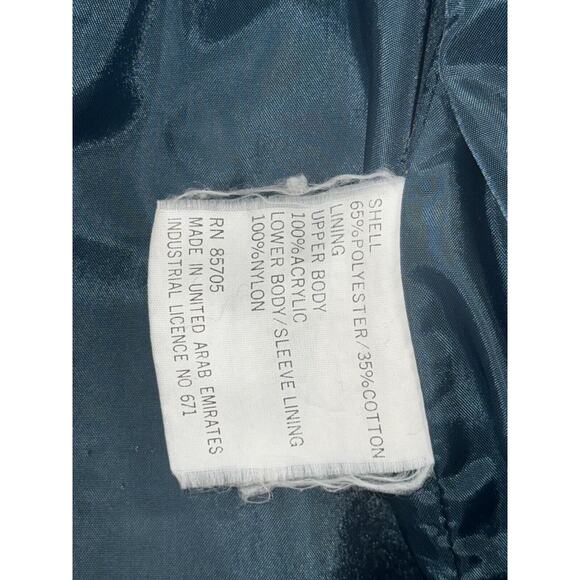 SHELL
65%POLYESTER/35%COTTON
LINING
UPPER BODY
100%ACRYLIC
LOWER BODY/SLEEVE LINING
100%NYLON
RN 85705
MADE IN UNITED ARAB EMIRATES
INDUSTRIAL LICENCE NO 671